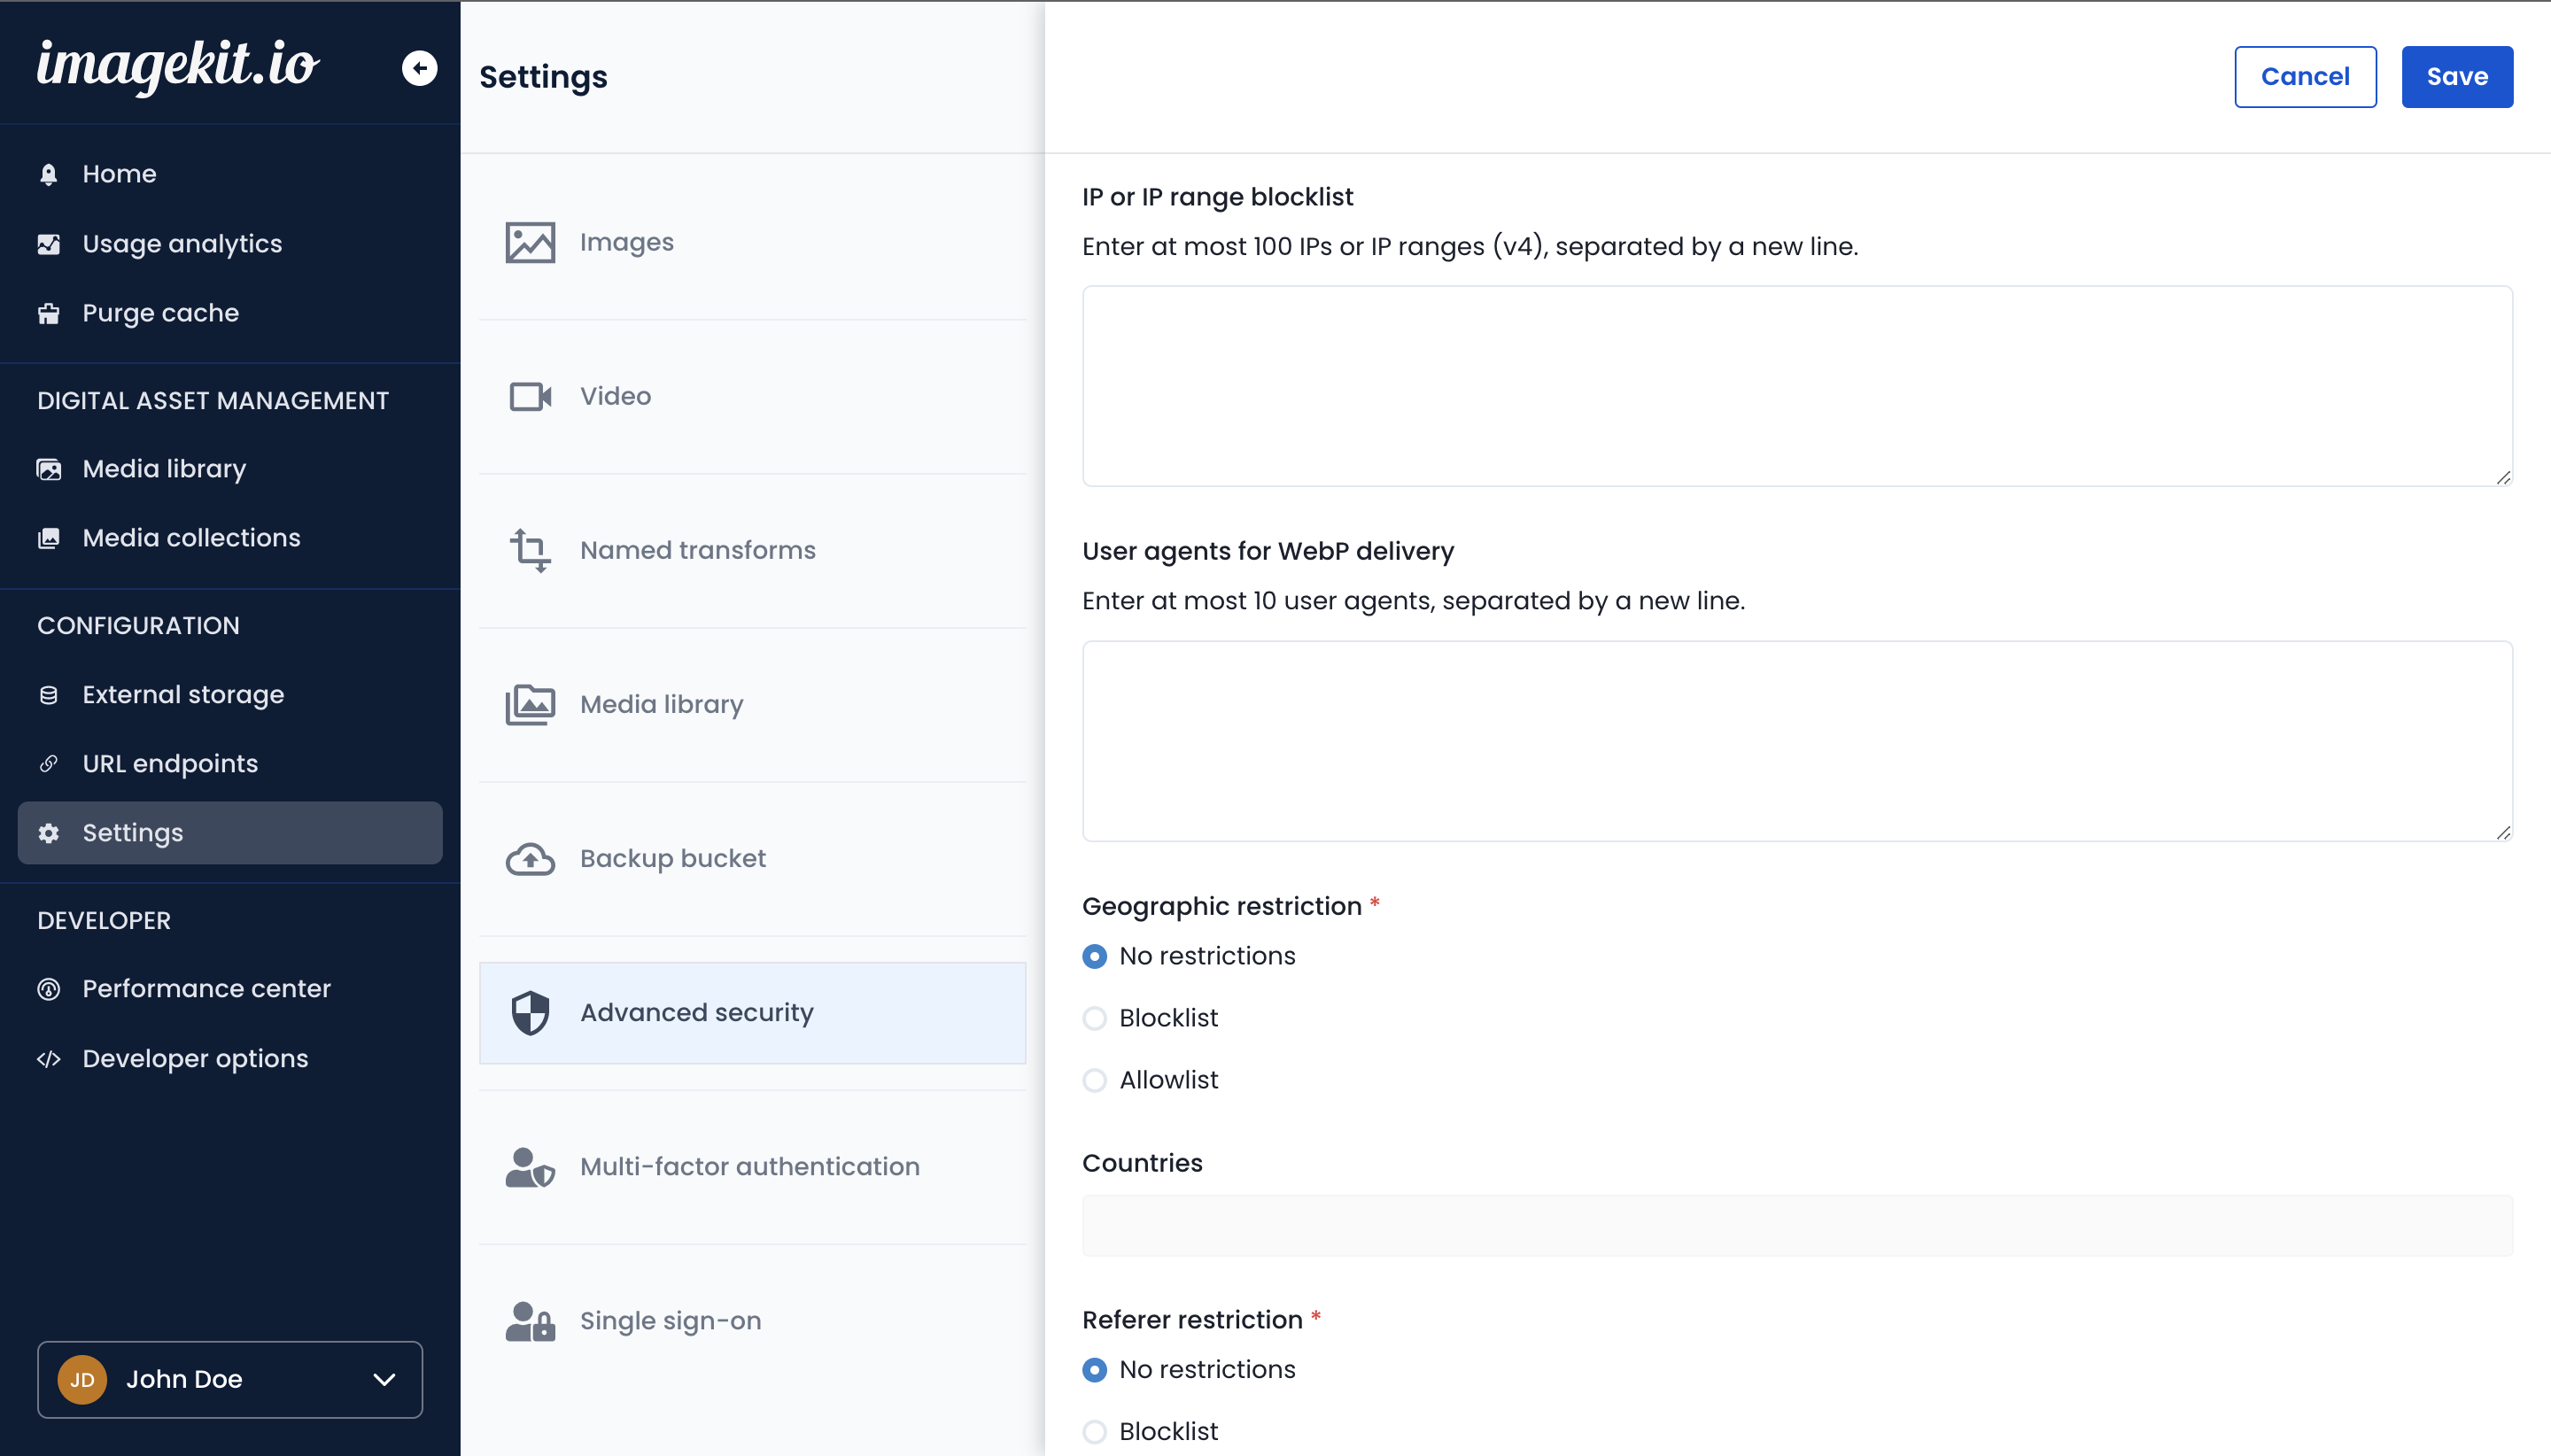 imagekit.io
Home
Usage analytics
Purge cache
DIGITAL ASSET MANAGEMENT
Media library
Media collections
CONFIGURATION
External storage
URL endpoints
Settings
DEVELOPER
Performance center
Developer options
JD
John Doe
Settings
Images
Video
Named transforms
Media library
Backup bucket
Advanced security
Multi-factor authentication
Single sign-on
Cancel
Save
IP or IP range blocklist
Enter at most 100 IPs or IP ranges (v4), separated by a new line.
User agents for WebP delivery
Enter at most 10 user agents, separated by a new line.
Geographic restriction *
No restrictions
Blocklist
Allowlist
Countries
Referer restriction *
No restrictions
Blocklist